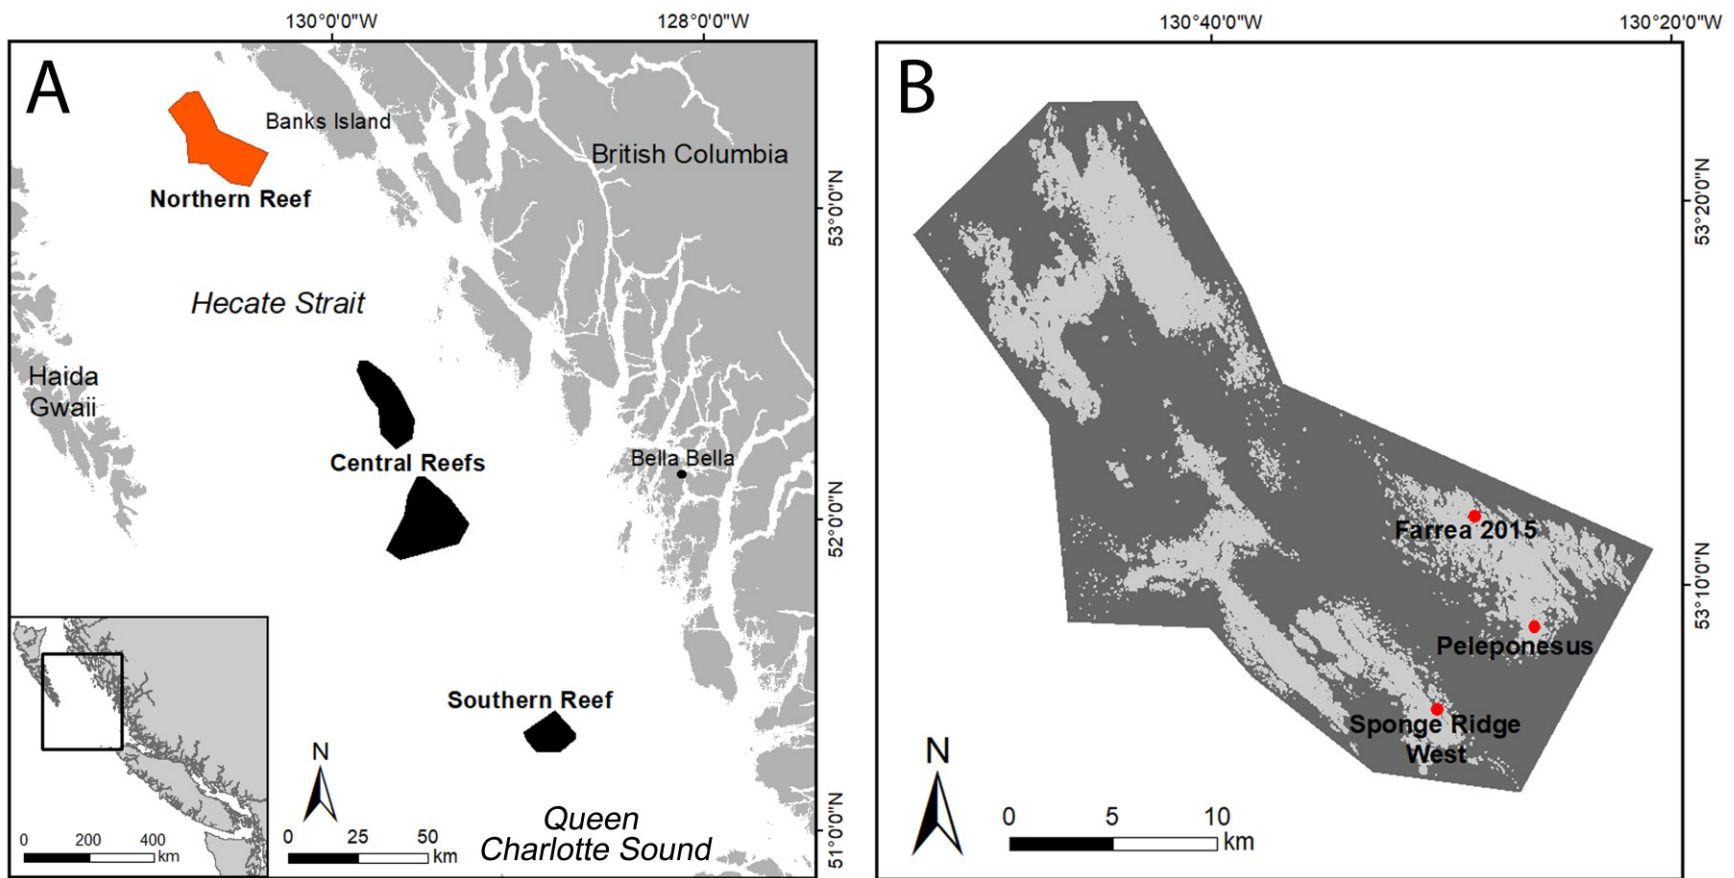 130°0'0"W
128°0'0"W
A
Banks Island
British Columbia
Northern Reef
53°0'0"N
Hecate Strait
Haida
Gwaii
Central Reefs
Bella Bella
52°0'0"N
Southern Reef
N
0 25 50
km
Queen
Charlotte Sound
51°0'0"N
0 200 400
km
130°40'0"W
130°20'0"W
B
53°20'0"N
Farrea 2015
53°10'0"N
Peleponesus
Sponge Ridge
West
N
0 5 10
km